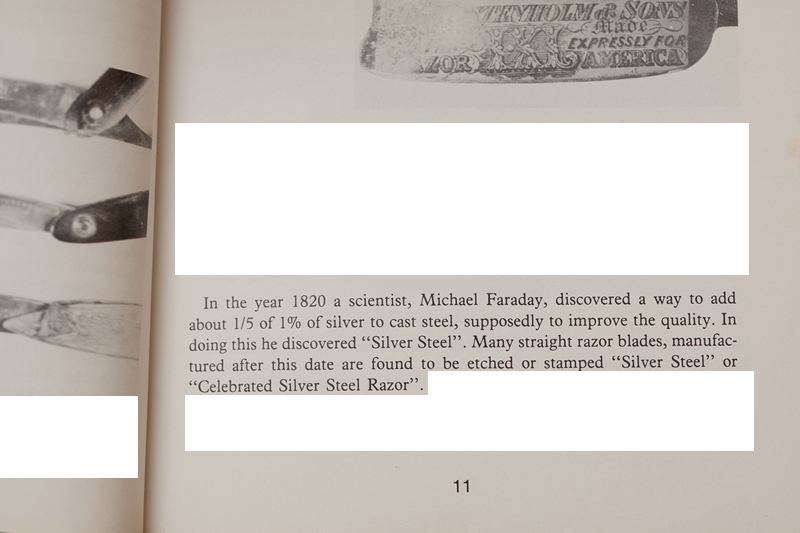 TENHOLM & SONS
Made
EXPRESSLY FOR
AMERICA
In the year 1820 a scientist, Michael Faraday, discovered a way to add
about 1/5 of 1% of silver to cast steel, supposedly to improve the quality. In
doing this he discovered “Silver Steel”. Many straight razor blades, manufac-
tured after this date are found to be etched or stamped “Silver Steel” or
“Celebrated Silver Steel Razor”.
11